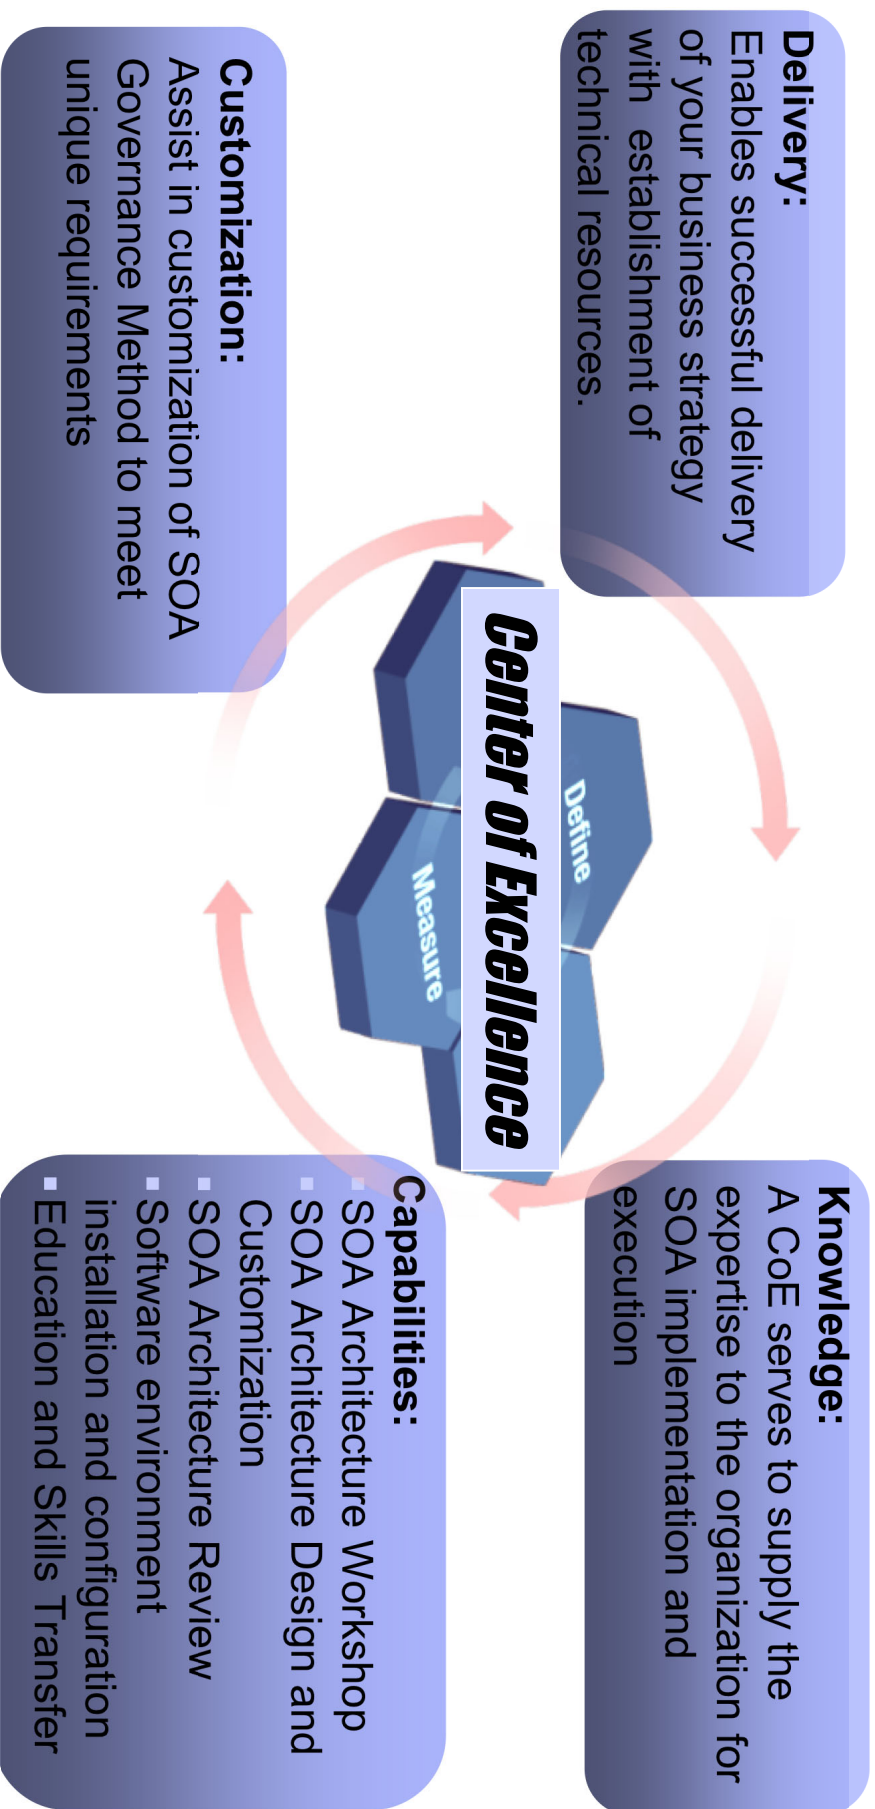 Delivery:
Enables successful delivery
of your business strategy
with establishment of
technical resources.
Knowledge:
A CoE serves to supply the
expertise to the organization for
SOA implementation and
execution
Define
Center of Excellence
Measure
Customization:
Assist in customization of SOA
Governance Method to meet
unique requirements
Capabilities:
▪ SOA Architecture Workshop
▪ SOA Architecture Design and
Customization
▪ SOA Architecture Review
▪ Software environment
installation and configuration
▪ Education and Skills Transfer